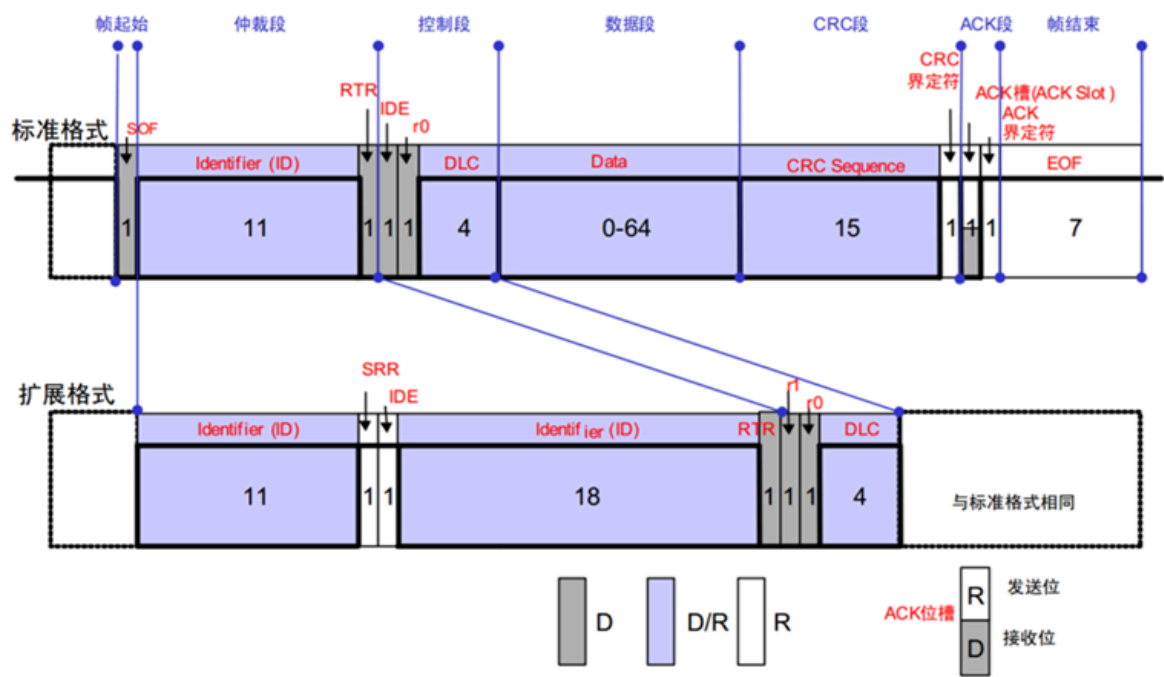 帧起始 仲裁段 控制段 数据段 CRC段 ACK段 帧结束
CRC
界定符
RTR
IDE
r0
ACK槽(ACK Slot)
ACK
界定符
标准格式
SOF
Identifier (ID) DLC Data CRC Sequence EOF
1 11 1 1 1 4 0-64 15 1 1 1 7
扩展格式
SRR
IDE
r1
r0
Identifier (ID) Identifier (ID) RTR DLC
11 1 1 18 1 1 1 4 与标准格式相同
D D/R R
ACK位槽
R 发送位
D 接收位